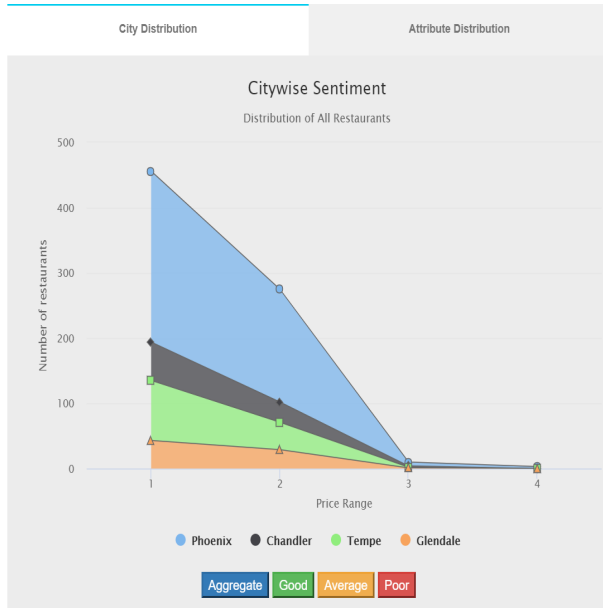 City Distribution
Attribute Distribution
Citywise Sentiment
Distribution of All Restaurants
Number of restaurants
500
400
300
200
100
0
1 2 3 4
Price Range
Phoenix Chandler Tempe Glendale
Aggregate Good Average Poor